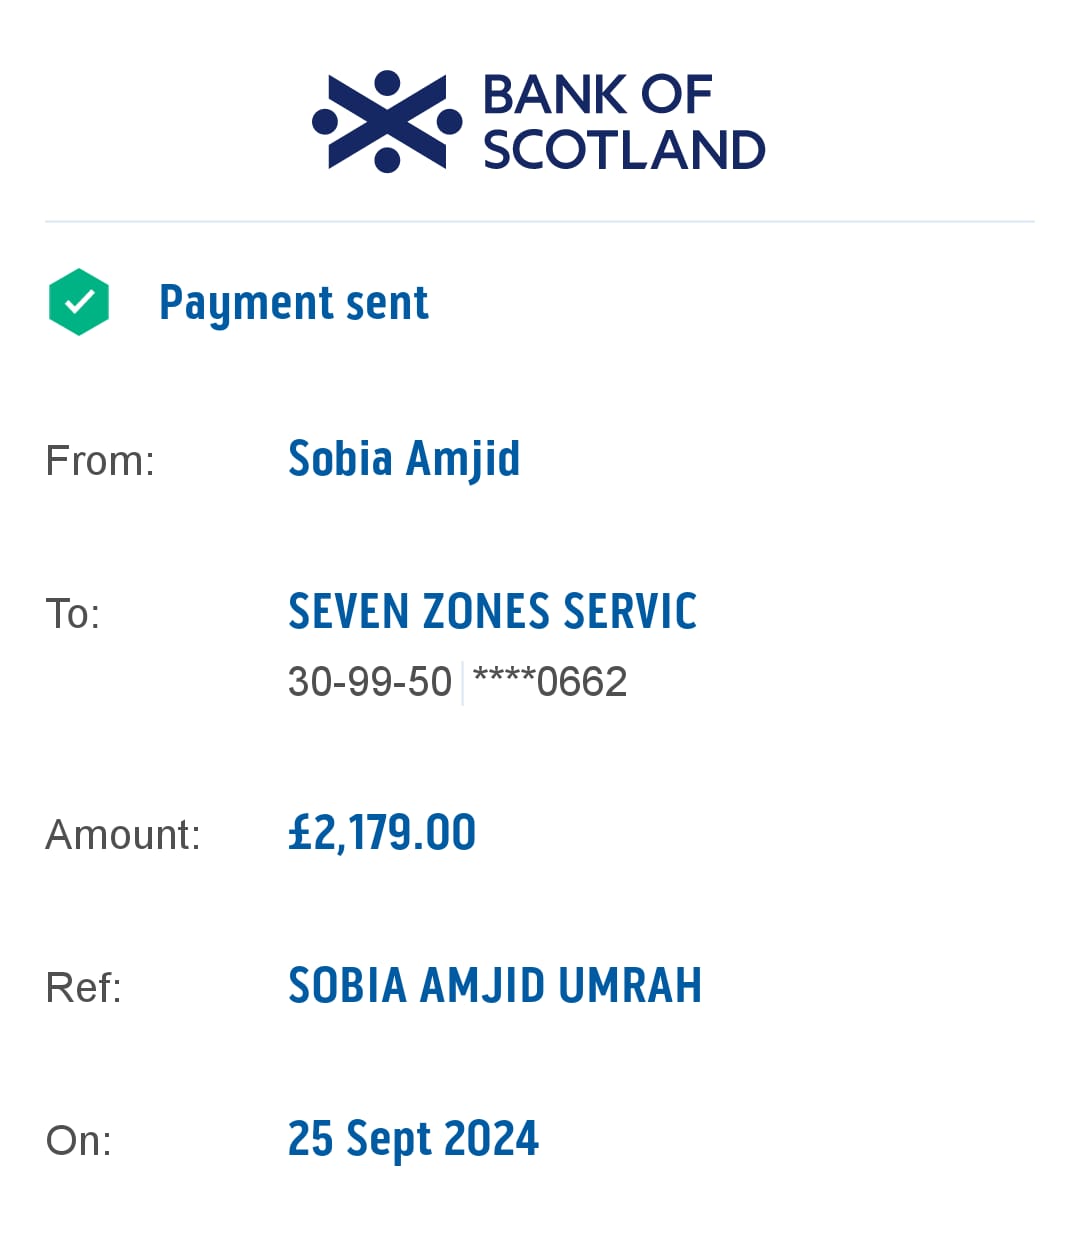 BANK OF
SCOTLAND
Payment sent
From: Sobia Amjid
To: SEVEN ZONES SERVIC
30-99-50 ****0662
Amount: £2,179.00
Ref: SOBIA AMJID UMRAH
On: 25 Sept 2024